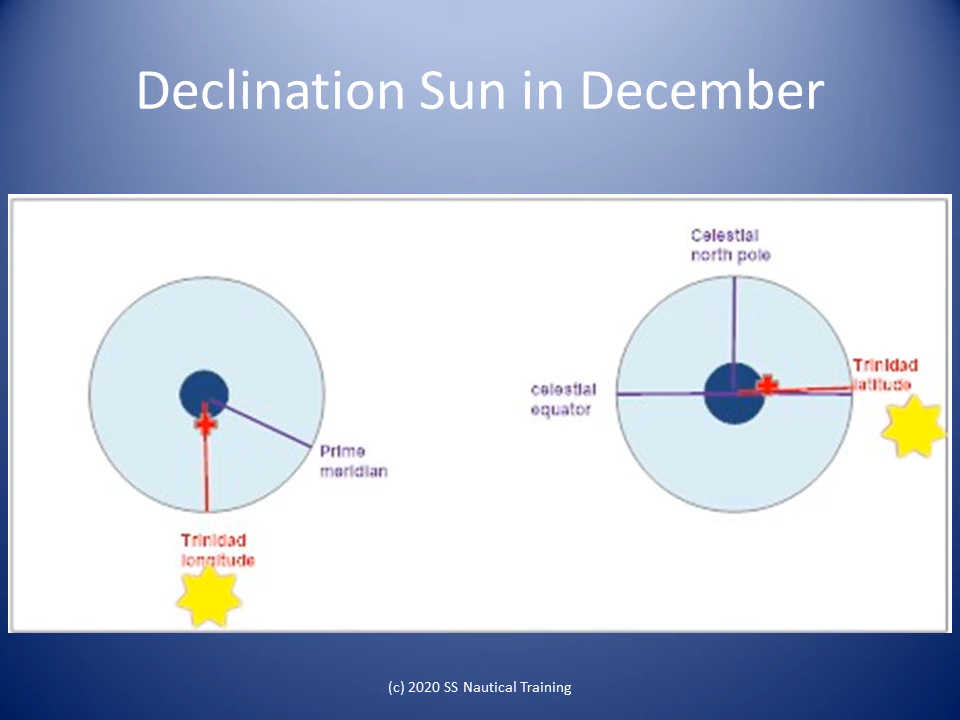 Declination Sun in December
Celestial
north pole
Trinidad
latitude
celestial
equator
Prime
meridian
Trinidad
longitude
(c) 2020 SS Nautical Training